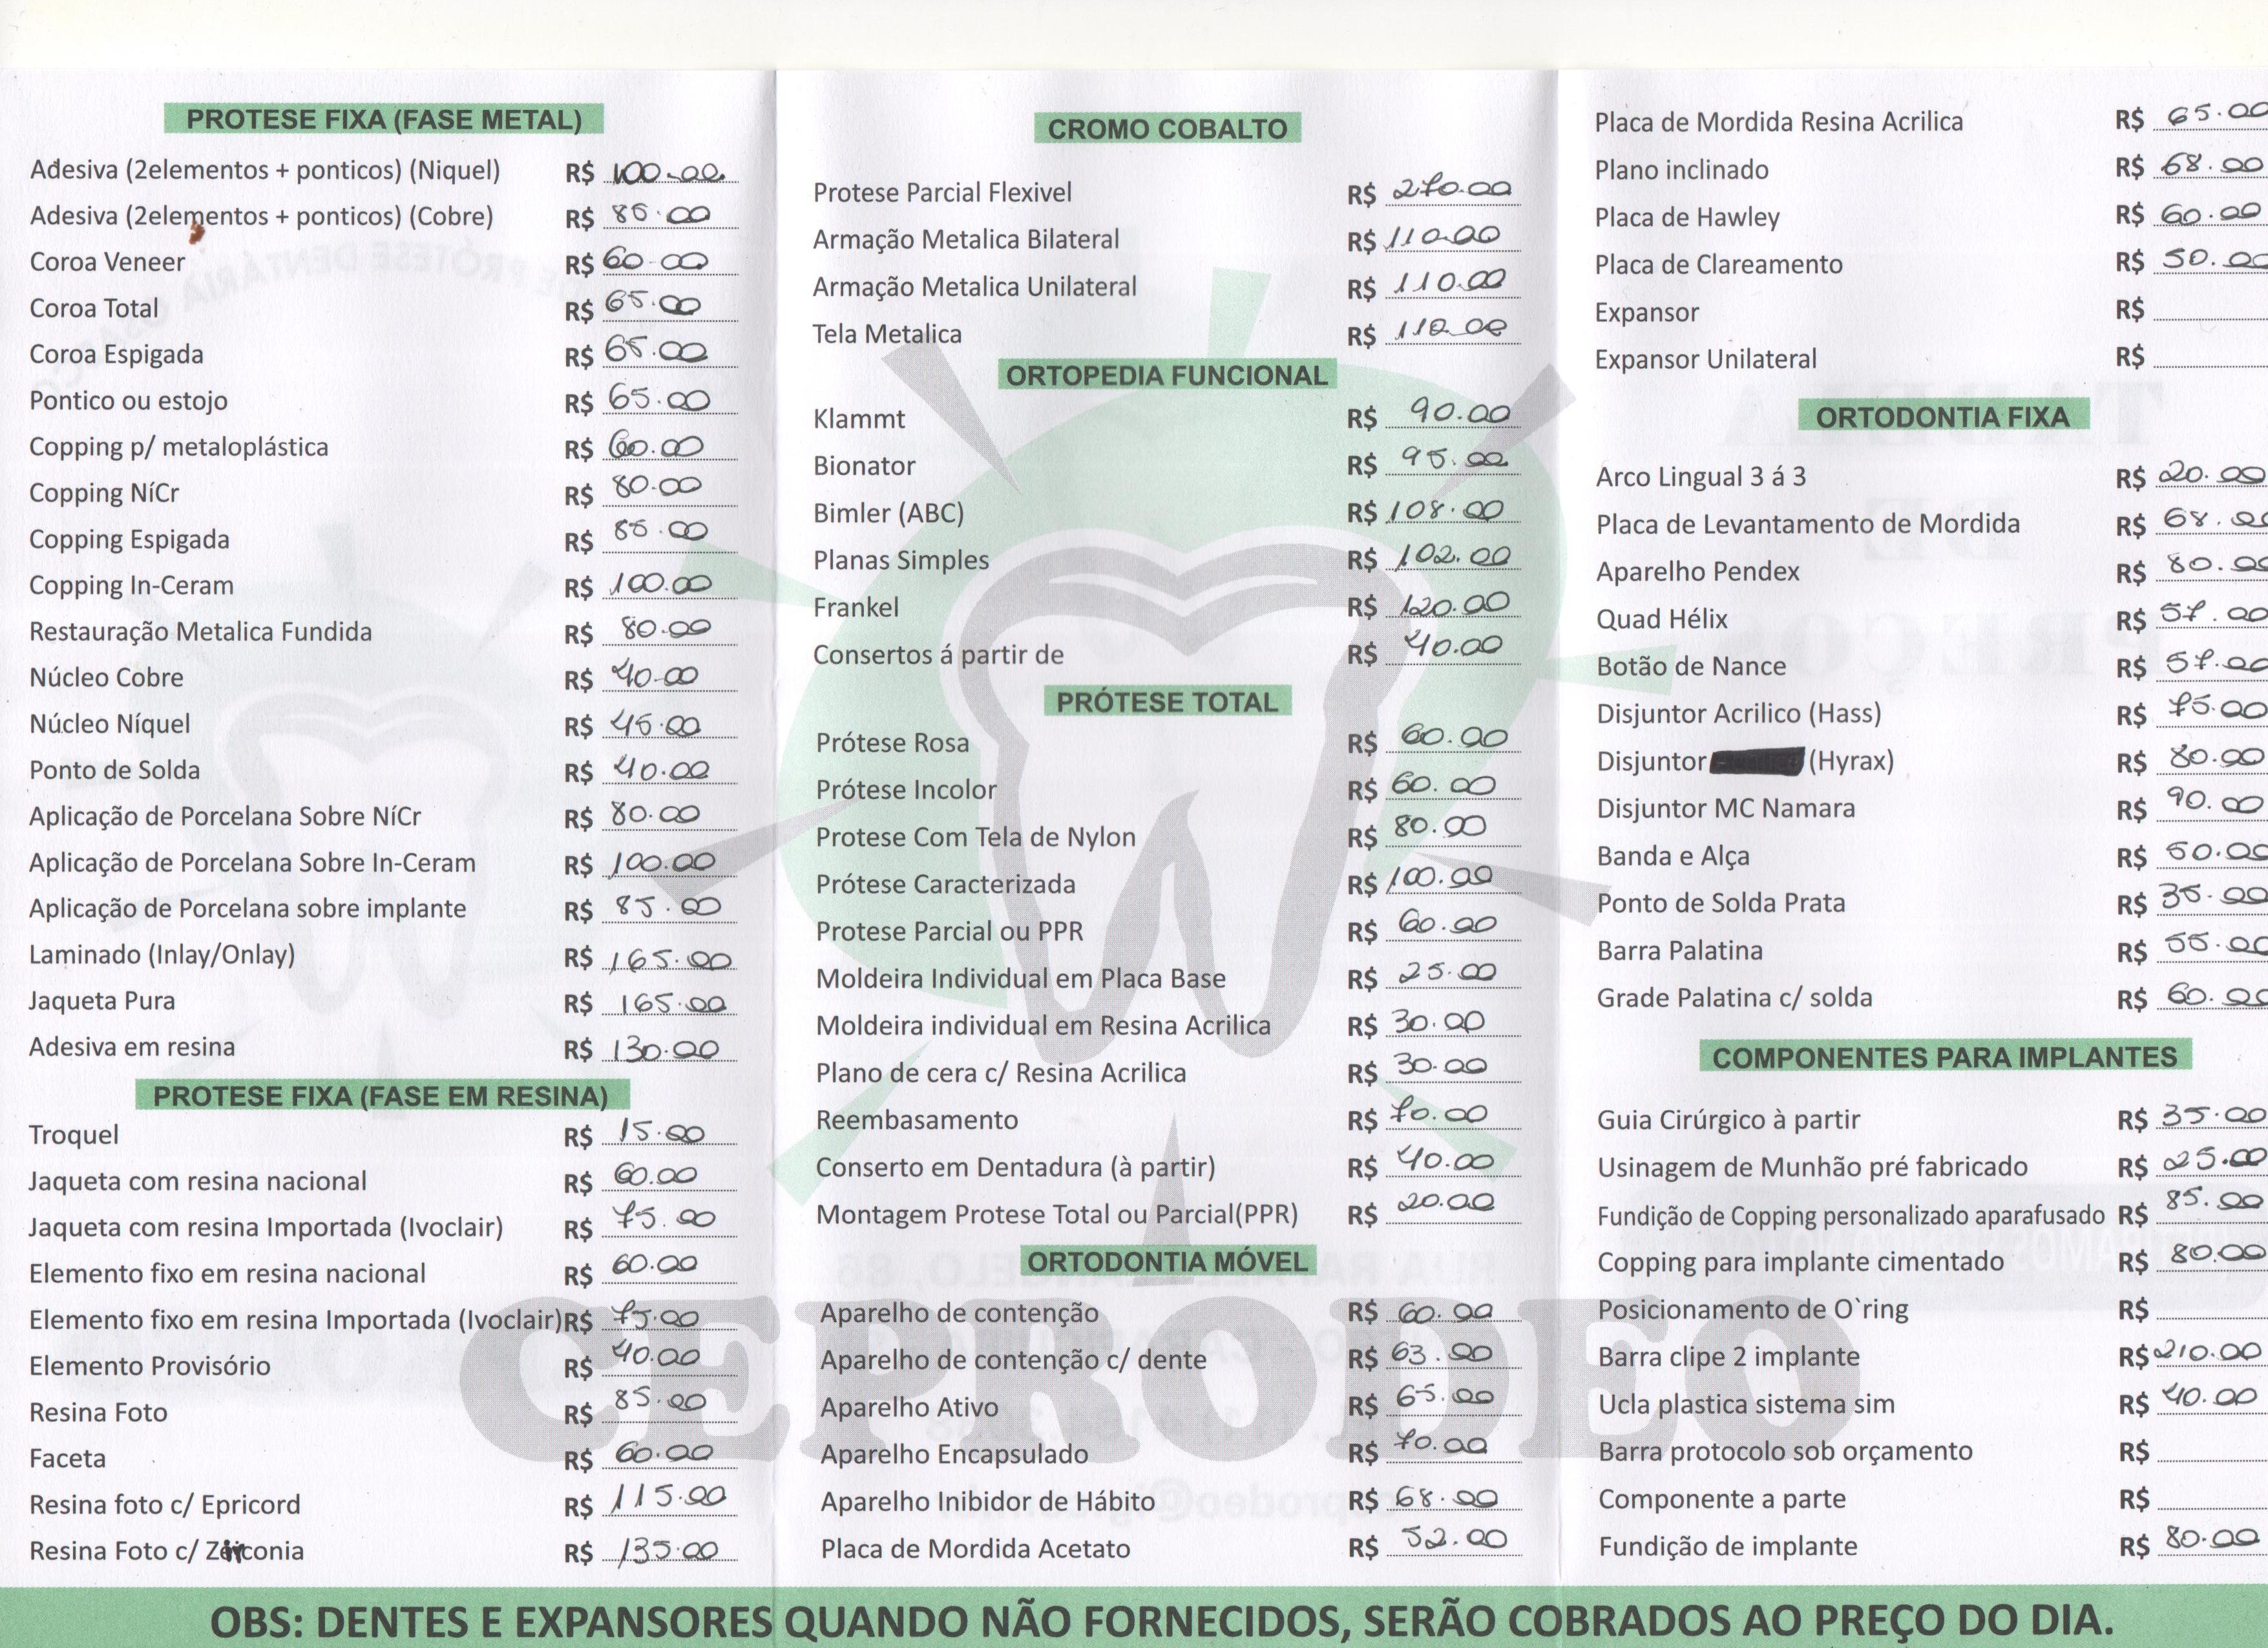 PROTESE FIXA (FASE METAL)
Adesiva (2elementos + ponticos) (Niquel) R$ 100.00
Adesiva (2elementos + ponticos) (Cobre) R$ 85.00
Coroa Veneer R$ 60.00
Coroa Total R$ 65.00
Coroa Espigada R$ 65.00
Pontico ou estojo R$ 65.00
Copping p/ metaloplástica R$ 60.00
Copping NíCr R$ 80.00
Copping Espigada R$ 85.00
Copping In-Ceram R$ 100.00
Restauração Metalica Fundida R$ 80.00
Núcleo Cobre R$ 40.00
Núcleo Níquel R$ 45.00
Ponto de Solda R$ 40.00
Aplicação de Porcelana Sobre NíCr R$ 80.00
Aplicação de Porcelana Sobre In-Ceram R$ 100.00
Aplicação de Porcelana sobre implante R$ 85.00
Laminado (Inlay/Onlay) R$ 165.00
Jaqueta Pura R$ 165.00
Adesiva em resina R$ 130.00
PROTESE FIXA (FASE EM RESINA)
Troquel R$ 15.00
Jaqueta com resina nacional R$ 60.00
Jaqueta com resina Importada (Ivoclair) R$ 75.00
Elemento fixo em resina nacional R$ 60.00
Elemento fixo em resina Importada (Ivoclair) R$ 75.00
Elemento Provisório R$ 40.00
Resina Foto R$ 85.00
Faceta R$ 60.00
Resina foto c/ Epricord R$ 115.00
Resina Foto c/ Zirconia R$ 135.00
CROMO COBALTO
Protese Parcial Flexivel R$ 270.00
Armação Metalica Bilateral R$ 110.00
Armação Metalica Unilateral R$ 110.00
Tela Metalica R$ 110.00
ORTOPEDIA FUNCIONAL
Klammt R$ 90.00
Bionator R$ 95.00
Bimler (ABC) R$ 108.00
Planas Simples R$ 102.00
Frankel R$ 120.00
Consertos á partir de R$ 40.00
PRÓTESE TOTAL
Prótese Rosa R$ 60.00
Prótese Incolor R$ 60.00
Protese Com Tela de Nylon R$ 80.00
Prótese Caracterizada R$ 100.00
Protese Parcial ou PPR R$ 60.00
Moldeira Individual em Placa Base R$ 25.00
Moldeira individual em Resina Acrilica R$ 30.00
Plano de cera c/ Resina Acrilica R$ 30.00
Reembasamento R$ 70.00
Conserto em Dentadura (à partir) R$ 40.00
Montagem Protese Total ou Parcial(PPR) R$ 20.00
ORTODONTIA MÓVEL
Aparelho de contenção R$ 60.00
Aparelho de contenção c/ dente R$ 63.00
Aparelho Ativo R$ 65.00
Aparelho Encapsulado R$ 70.00
Aparelho Inibidor de Hábito R$ 68.00
Placa de Mordida Acetato R$ 52.00
Placa de Mordida Resina Acrilica R$ 65.00
Plano inclinado R$ 68.00
Placa de Hawley R$ 60.00
Placa de Clareamento R$ 50.00
Expansor R$
Expansor Unilateral R$
ORTODONTIA FIXA
Arco Lingual 3 á 3 R$ 20.00
Placa de Levantamento de Mordida R$ 68.00
Aparelho Pendex R$ 80.00
Quad Hélix R$ 57.00
Botão de Nance R$ 57.00
Disjuntor Acrilico (Hass) R$ 75.00
Disjuntor (Hyrax) R$ 80.00
Disjuntor MC Namara R$ 90.00
Banda e Alça R$ 50.00
Ponto de Solda Prata R$ 35.00
Barra Palatina R$ 55.00
Grade Palatina c/ solda R$ 60.00
COMPONENTES PARA IMPLANTES
Guia Cirúrgico à partir R$ 35.00
Usinagem de Munhão pré fabricado R$ 25.00
Fundição de Copping personalizado aparafusado R$ 85.00
Copping para implante cimentado R$ 80.00
Posicionamento de O`ring R$
Barra clipe 2 implante R$ 210.00
Ucla plastica sistema sim R$ 40.00
Barra protocolo sob orçamento R$
Componente a parte R$
Fundição de implante R$ 80.00
CEPRODEO
OBS: DENTES E EXPANSORES QUANDO NÃO FORNECIDOS, SERÃO COBRADOS AO PREÇO DO DIA.